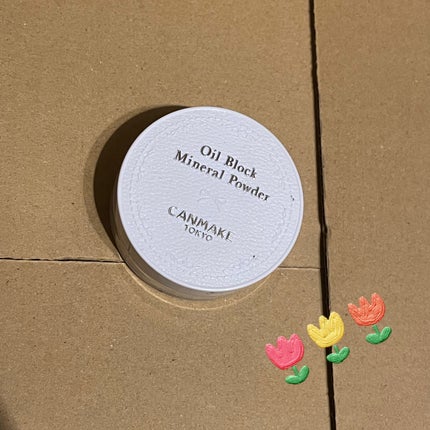 Oil Block
Mineral Powder
CANMAKE
TOKYO